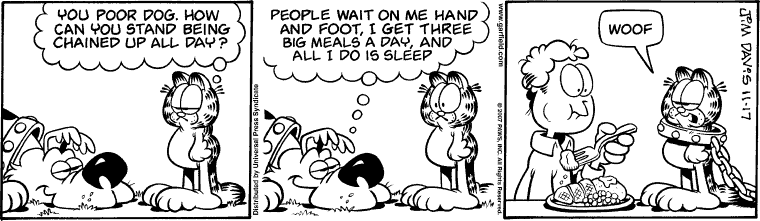 YOU POOR DOG. HOW
CAN YOU STAND BEING
CHAINED UP ALL DAY?
Distributed by Universal Press Syndicate
PEOPLE WAIT ON ME HAND
AND FOOT, I GET THREE
BIG MEALS A DAY, AND
ALL I DO IS SLEEP
www.garfield.com
© 2007 PAWS, INC. All Rights Reserved.
WOOF
JIM DAVIS 11-17